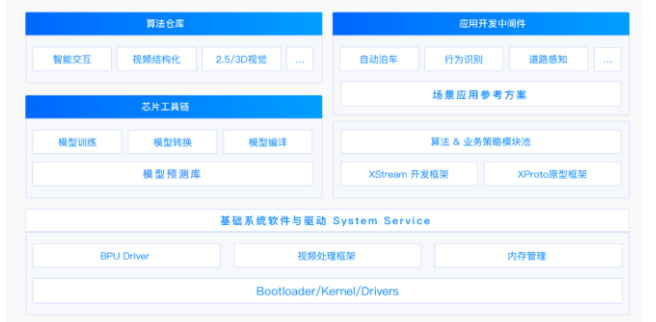 算法仓库
智能交互 视频结构化 2.5/3D视觉 ...
芯片工具链
模型训练 模型转换 模型编译
模型预测库
应用开发中间件
自动泊车 行为识别 道路感知 ...
场景应用参考方案
算法 & 业务策略模块池
XStream 开发框架 XProto原型框架
基础系统软件与驱动 System Service
BPU Driver 视频处理框架 内存管理
Bootloader/Kernel/Drivers